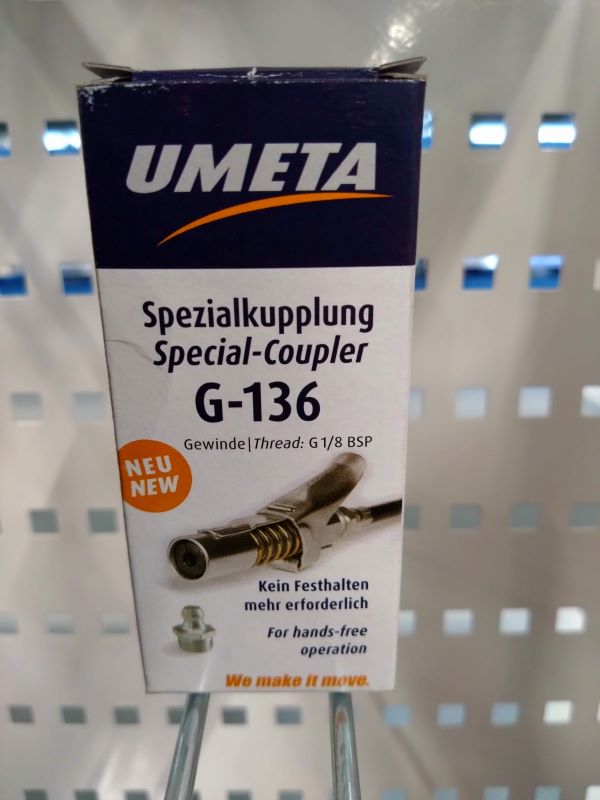 UMETA
Spezialkupplung
Special-Coupler
G-136
Gewinde|Thread: G 1/8 BSP
NEU
NEW
Kein Festhalten
mehr erforderlich
For hands-free
operation
We make it move.